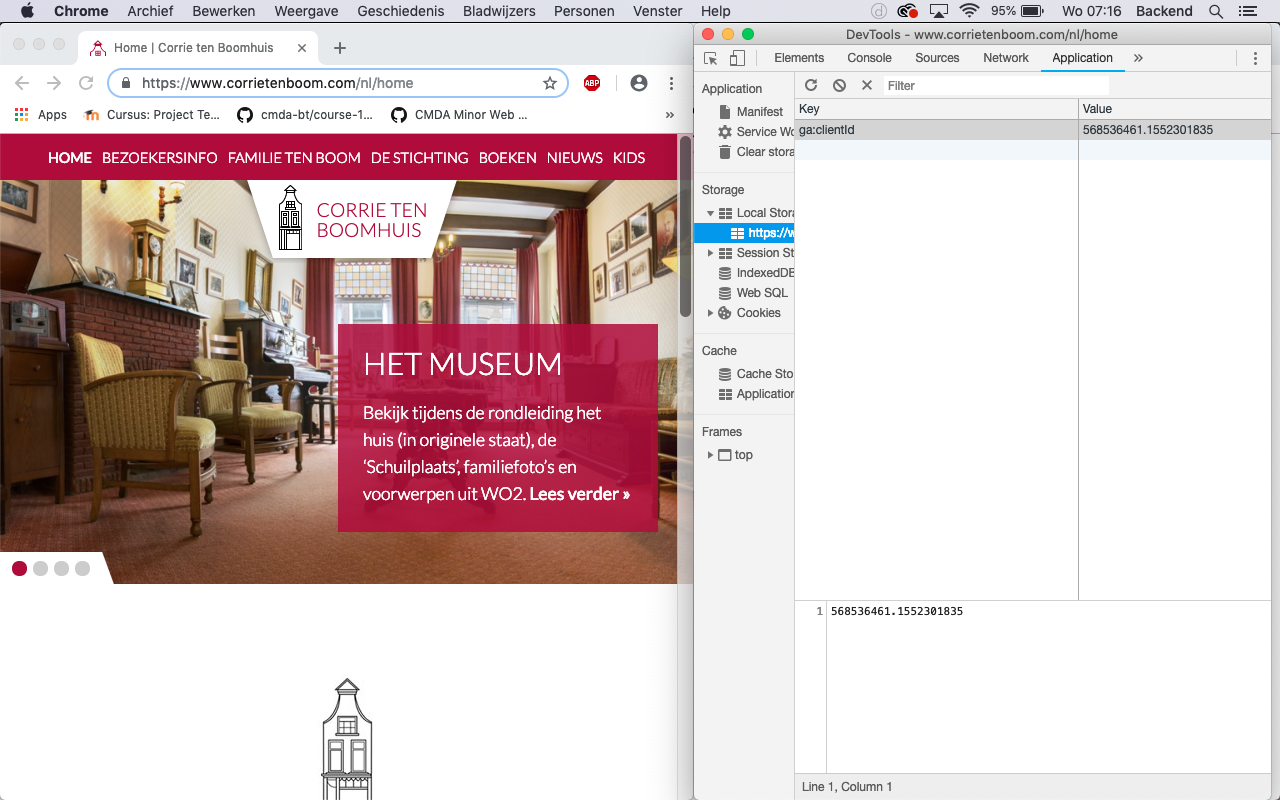 Chrome Archief Bewerken Weergave Geschiedenis Bladwijzers Personen Venster Help 95% Wo 07:16 Backend
Home | Corrie ten Boomhuis
https://www.corrietenboom.com/nl/home
ABP
Apps Cursus: Project Te... cmda-bt/course-1... CMDA Minor Web ... »
HOME BEZOEKERSINFO FAMILIE TEN BOOM DE STICHTING BOEKEN NIEUWS KIDS
CORRIE TEN
BOOMHUIS
HET MUSEUM
Bekijk tijdens de rondleiding het
huis (in originele staat), de
‘Schuilplaats’, familiefoto’s en
voorwerpen uit WO2. Lees verder »
DevTools - www.corrietenboom.com/nl/home
Elements Console Sources Network Application »
Application
Manifest
Service Wo
Clear stora
Storage
Local Stora
https://w
Session St
IndexedDB
Web SQL
Cookies
Cache
Cache Sto
Application
Frames
top
Filter
Key Value
ga:clientId 568536461.1552301835
1 568536461.1552301835
Line 1, Column 1